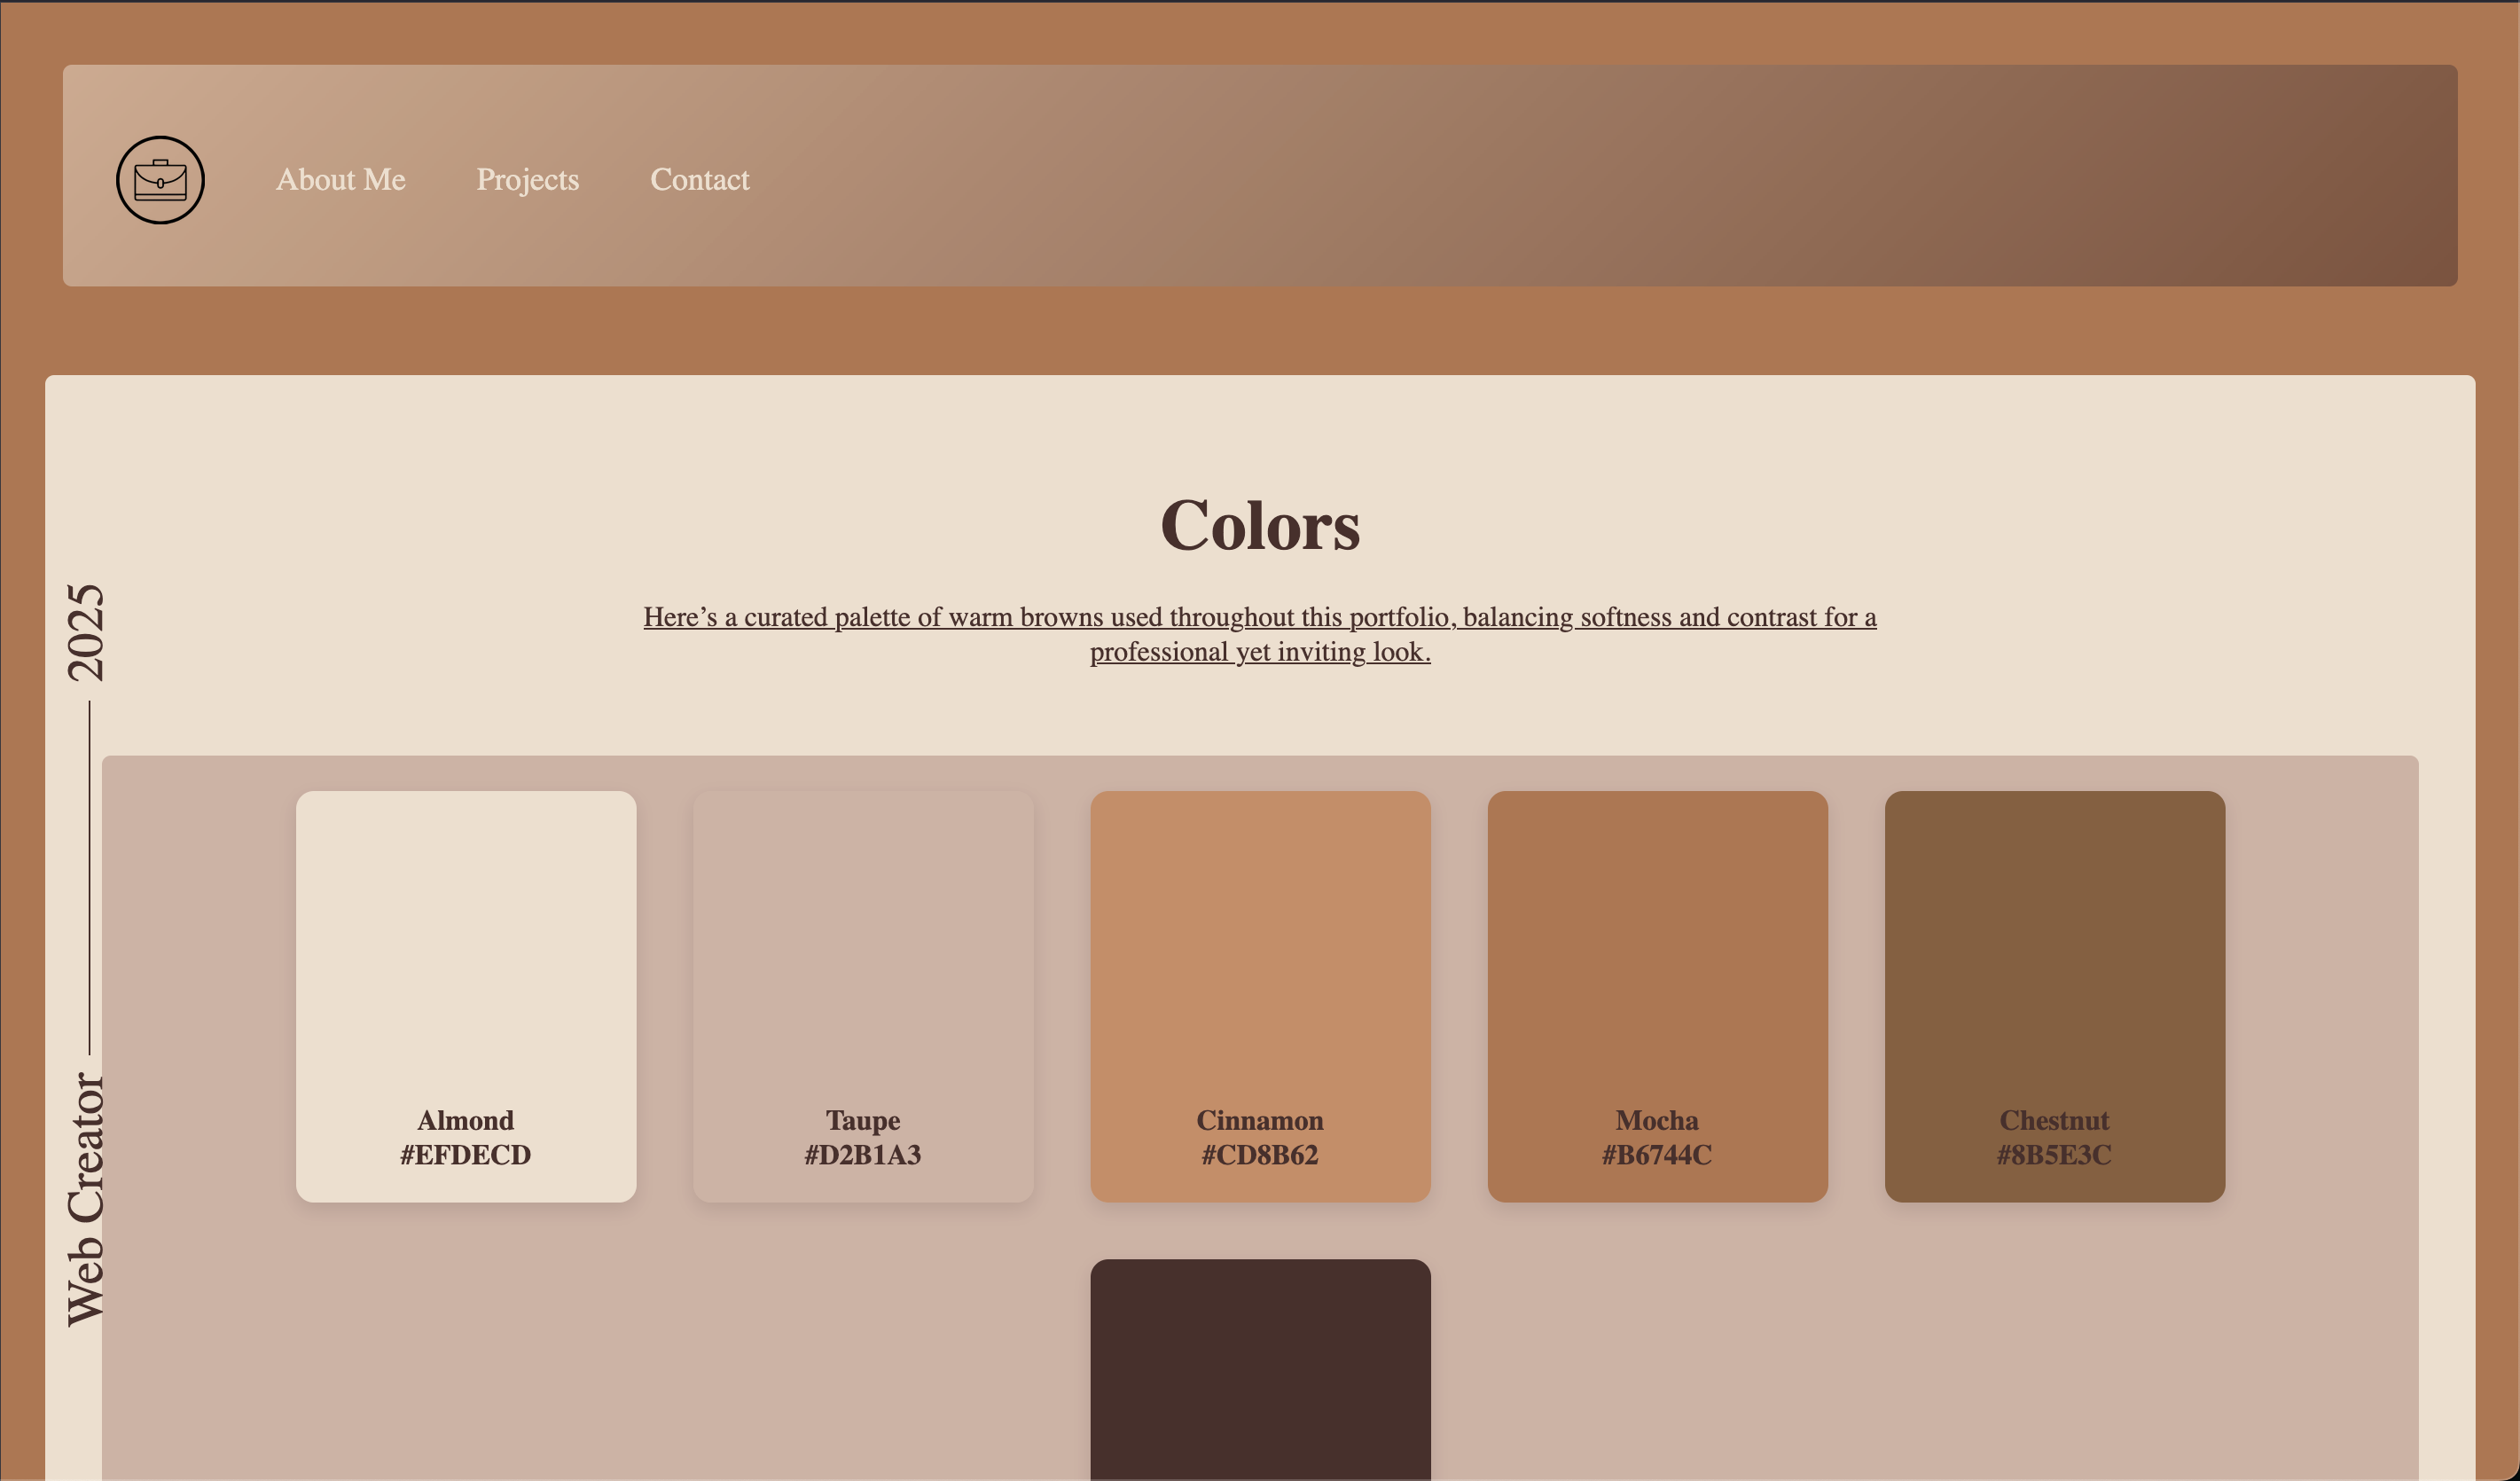 About Me
Projects
Contact
Colors
Here’s a curated palette of warm browns used throughout this portfolio, balancing softness and contrast for a
professional yet inviting look.
Web Creator
2025
Almond
#EFDECD
Taupe
#D2B1A3
Cinnamon
#CD8B62
Mocha
#B6744C
Chestnut
#8B5E3C